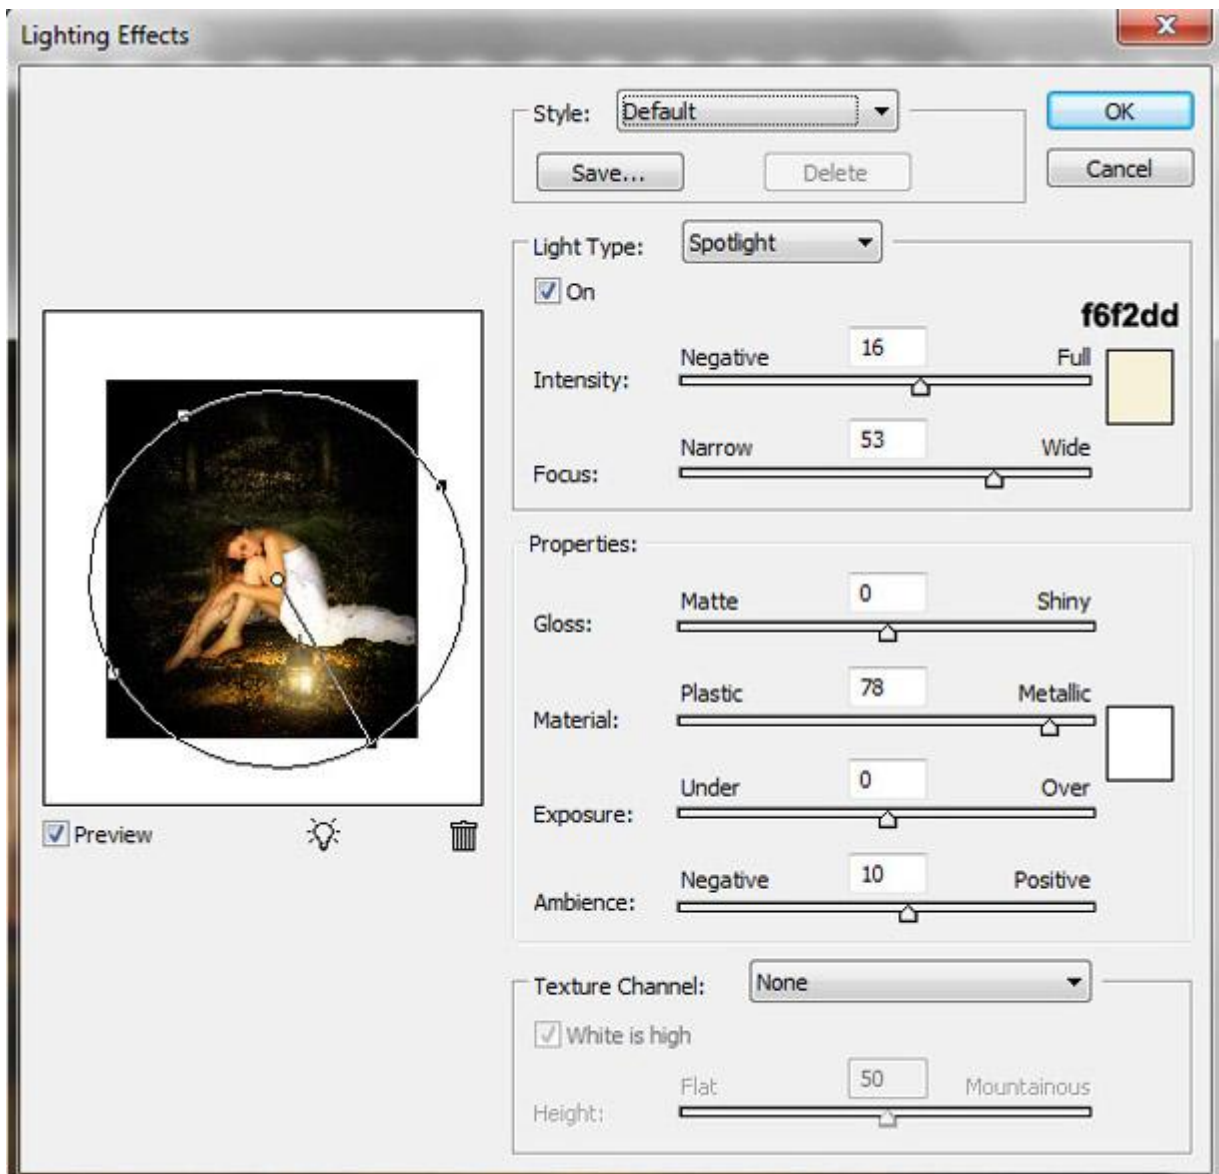 Lighting Effects
Style: Default
OK
Save... Delete
Cancel
Light Type: Spotlight
On
f6f2dd
Negative 16 Full
Intensity:
Narrow 53 Wide
Focus:
Properties:
Matte 0 Shiny
Gloss:
Plastic 78 Metallic
Material:
Under 0 Over
Exposure:
Preview
Negative 10 Positive
Ambience:
Texture Channel: None
White is high
Flat 50 Mountainous
Height: